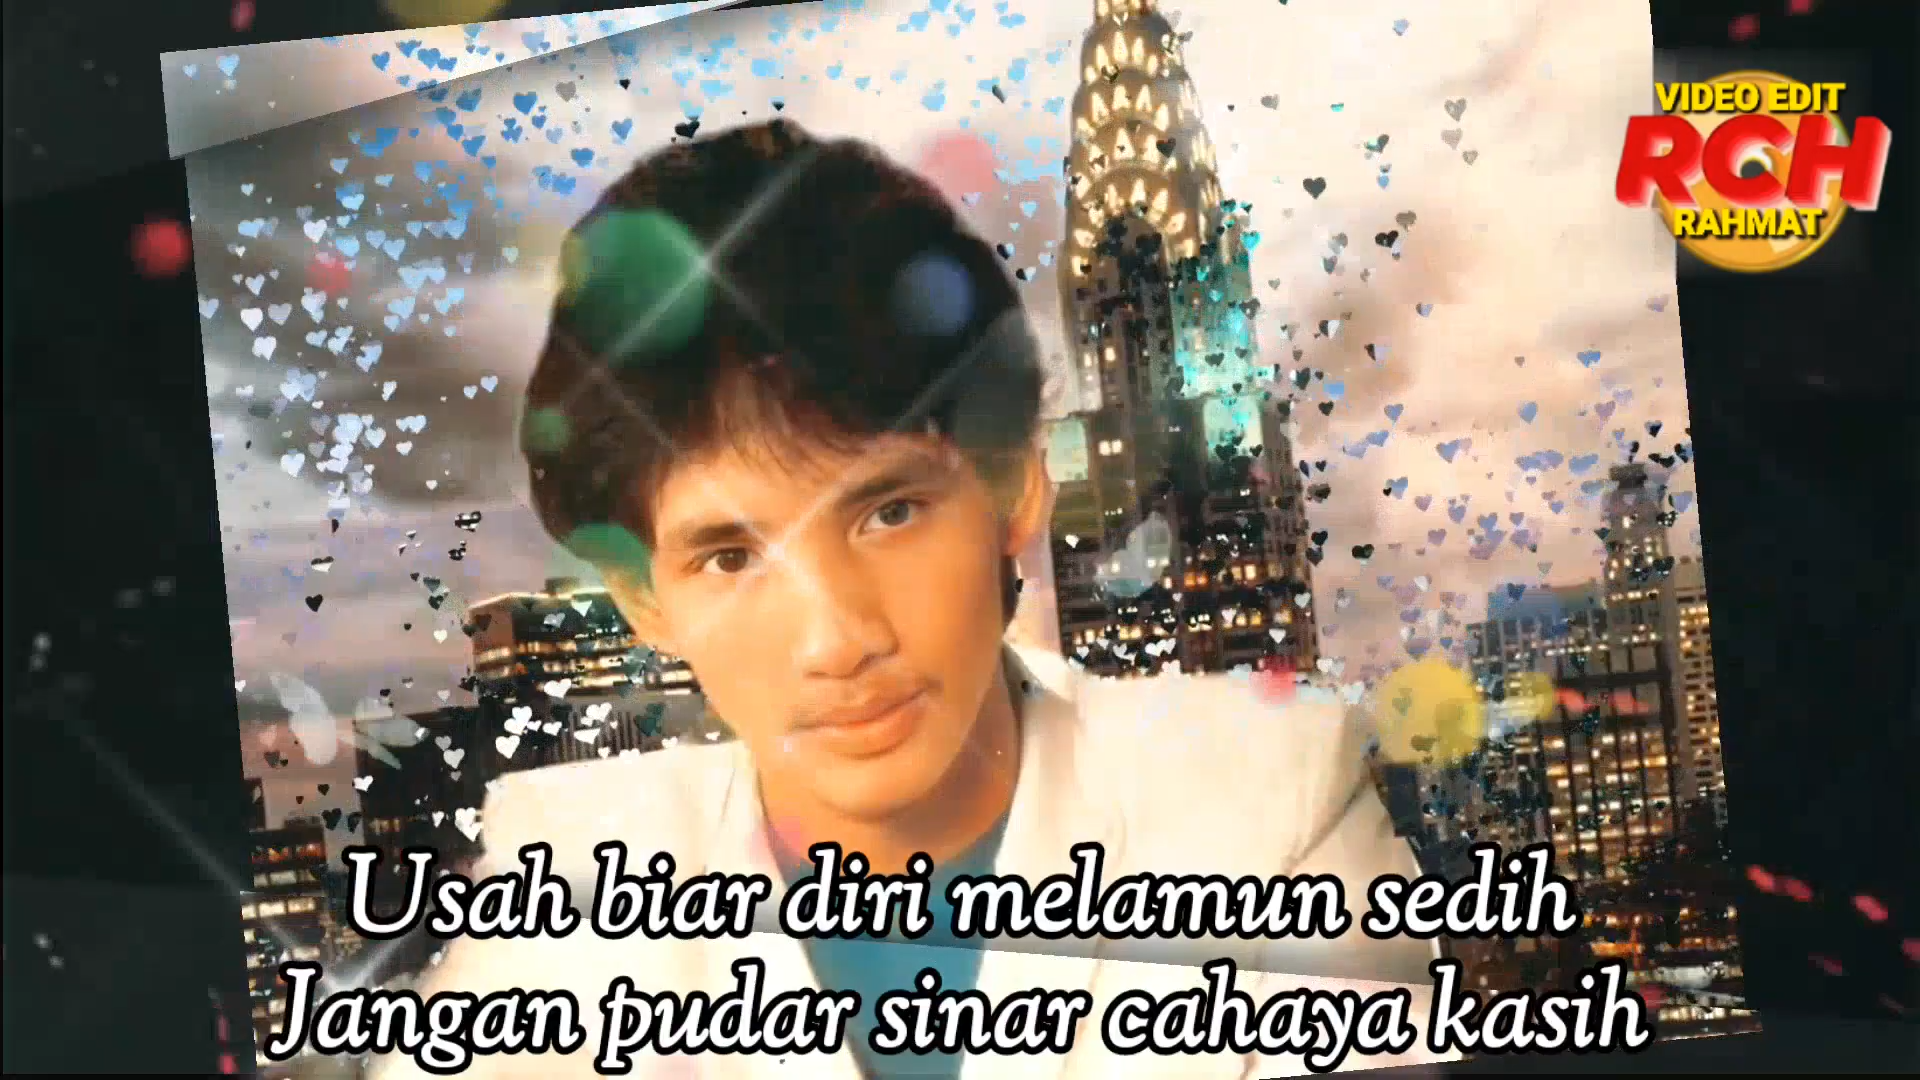 VIDEO EDIT
RCH
RAHMAT
Usah biar diri melamun sedih
Jangan pudar sinar cahaya kasih